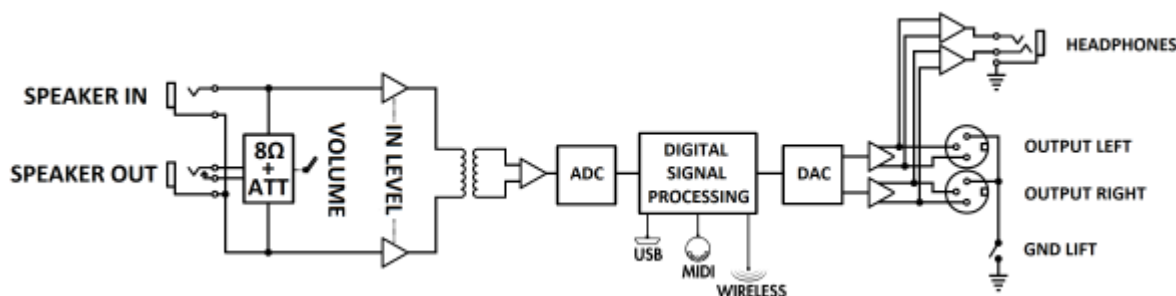 SPEAKER IN
SPEAKER OUT
8Ω
+
ATT
VOLUME
IN LEVEL
ADC
DIGITAL
SIGNAL
PROCESSING
USB
MIDI
WIRELESS
DAC
HEADPHONES
OUTPUT LEFT
OUTPUT RIGHT
GND LIFT